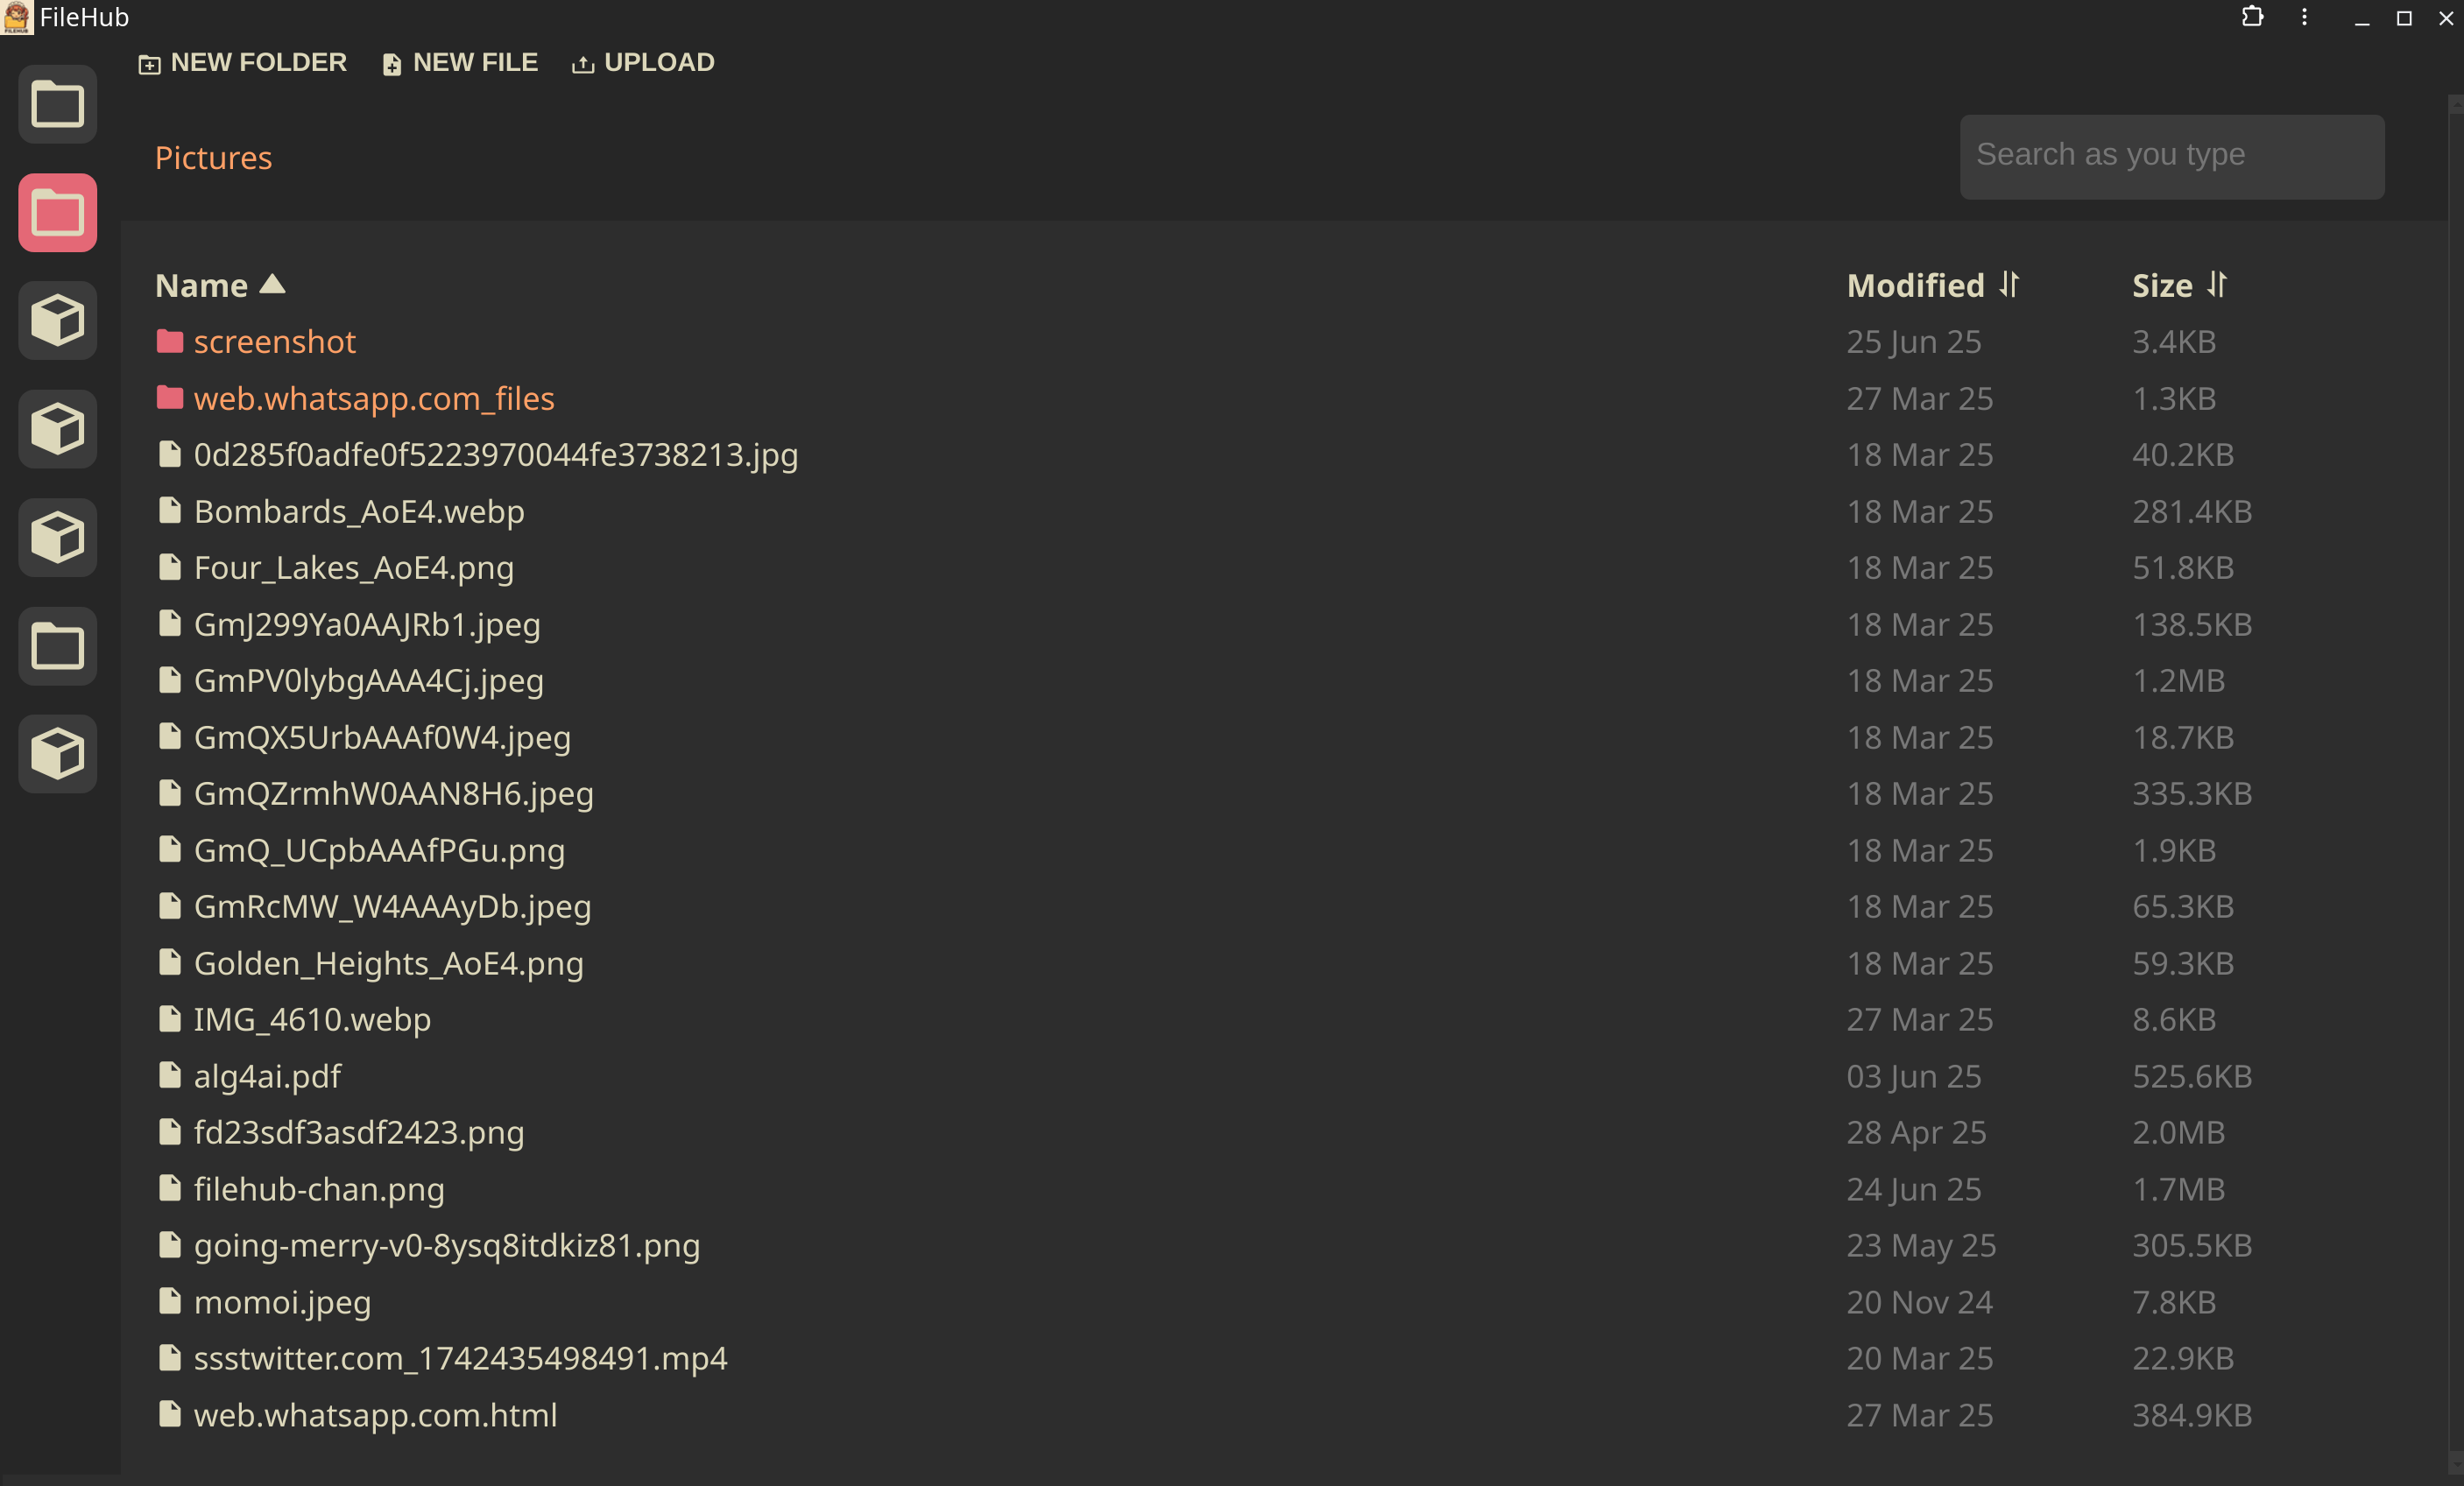 FileHub
NEW FOLDER NEW FILE UPLOAD
Pictures Search as you type
Name Modified Size
screenshot 25 Jun 25 3.4KB
web.whatsapp.com_files 27 Mar 25 1.3KB
0d285f0adfe0f5223970044fe3738213.jpg 18 Mar 25 40.2KB
Bombards_AoE4.webp 18 Mar 25 281.4KB
Four_Lakes_AoE4.png 18 Mar 25 51.8KB
GmJ299Ya0AAJRb1.jpeg 18 Mar 25 138.5KB
GmPV0lybgAAA4Cj.jpeg 18 Mar 25 1.2MB
GmQX5UrbAAAf0W4.jpeg 18 Mar 25 18.7KB
GmQZrmhW0AAN8H6.jpeg 18 Mar 25 335.3KB
GmQ_UCpbAAAfPGu.png 18 Mar 25 1.9KB
GmRcMW_W4AAAyDb.jpeg 18 Mar 25 65.3KB
Golden_Heights_AoE4.png 18 Mar 25 59.3KB
IMG_4610.webp 27 Mar 25 8.6KB
alg4ai.pdf 03 Jun 25 525.6KB
fd23sdf3asdf2423.png 28 Apr 25 2.0MB
filehub-chan.png 24 Jun 25 1.7MB
going-merry-v0-8ysq8itdkiz81.png 23 May 25 305.5KB
momoi.jpeg 20 Nov 24 7.8KB
ssstwitter.com_1742435498491.mp4 20 Mar 25 22.9KB
web.whatsapp.com.html 27 Mar 25 384.9KB